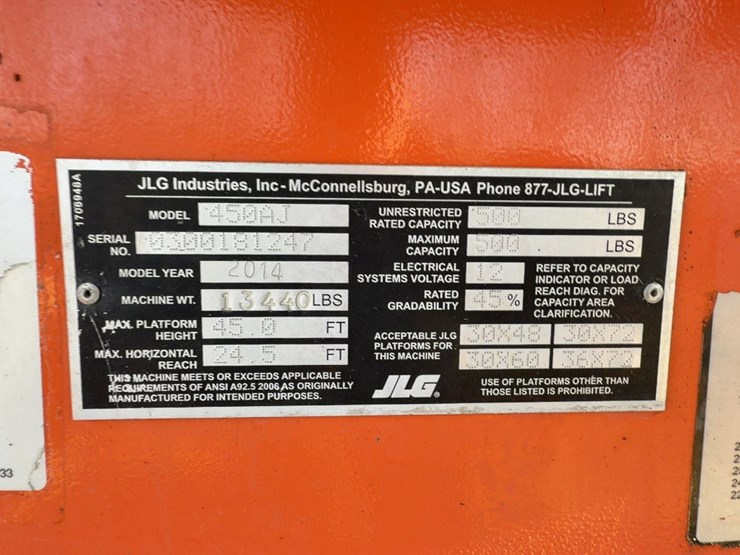 1706948A
JLG Industries, Inc - McConnellsburg, PA-USA Phone 877-JLG-LIFT
MODEL 450AJ
SERIAL NO. 0300181247
MODEL YEAR 2014
MACHINE WT. 13440 LBS
MAX. PLATFORM HEIGHT 45.0 FT
MAX. HORIZONTAL REACH 24.5 FT
THIS MACHINE MEETS OR EXCEEDS APPLICABLE
REQUIREMENTS OF ANSI A92.5 2006 AS ORIGINALLY
MANUFACTURED FOR INTENDED PURPOSES.
UNRESTRICTED RATED CAPACITY 500 LBS
MAXIMUM CAPACITY 500 LBS
ELECTRICAL SYSTEMS VOLTAGE 12
RATED GRADABILITY 45 %
REFER TO CAPACITY
INDICATOR OR LOAD
REACH DIAG. FOR
CAPACITY AREA
CLARIFICATION.
ACCEPTABLE JLG
PLATFORMS FOR
THIS MACHINE
30X48 30X72
30X60 36X72
JLG®
USE OF PLATFORMS OTHER THAN
THOSE LISTED IS PROHIBITED.
33